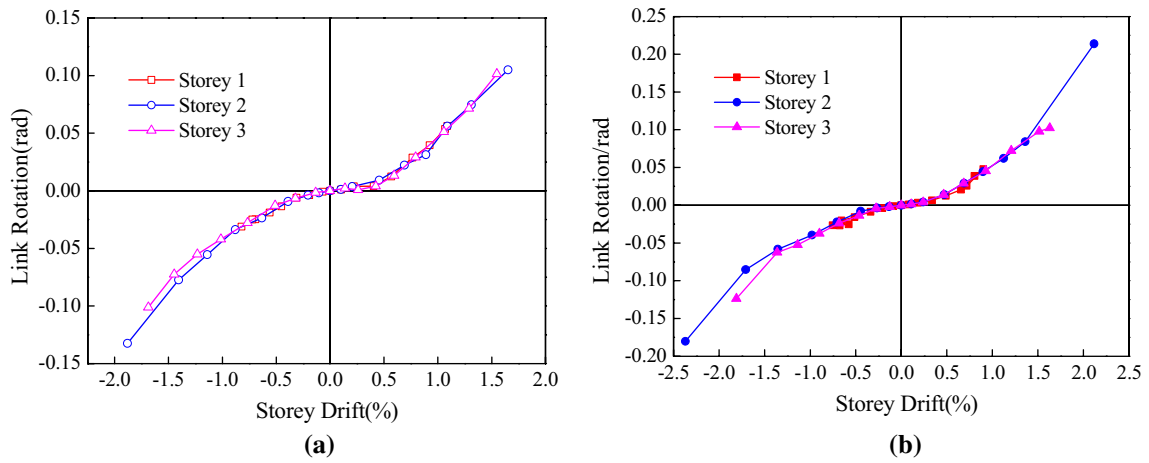 0.15
0.10
0.05
0.00
-0.05
-0.10
-0.15
Link Rotation(rad)
Storey 1
Storey 2
Storey 3
-2.0 -1.5 -1.0 -0.5 0.0 0.5 1.0 1.5 2.0
Storey Drift(%)
(a)
0.25
0.20
0.15
0.10
0.05
0.00
-0.05
-0.10
-0.15
-0.20
Link Rotation/rad
Storey 1
Storey 2
Storey 3
-2.5 -2.0 -1.5 -1.0 -0.5 0.0 0.5 1.0 1.5 2.0 2.5
Storey Drift(%)
(b)